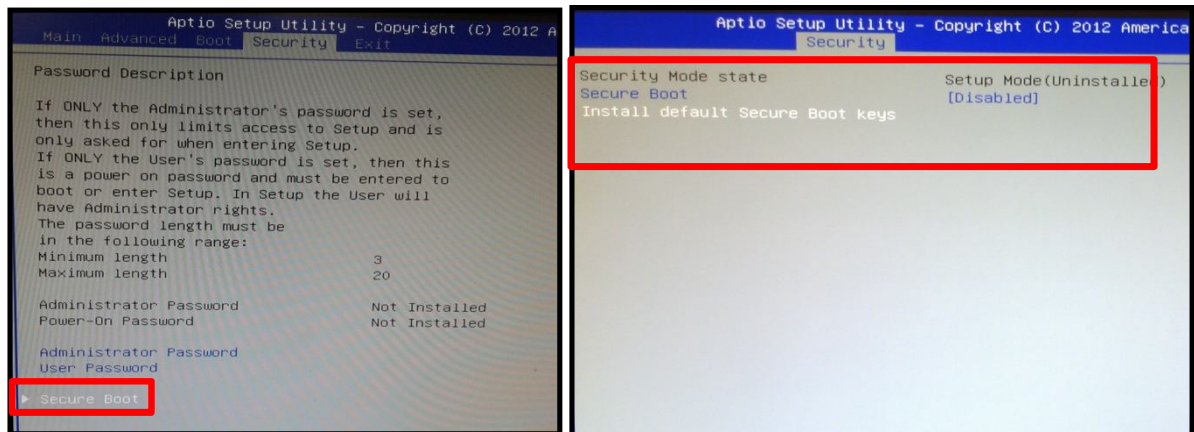 Aptio Setup Utility - Copyright (C) 2012 A
Main Advanced Boot Security Exit
Password Description
If ONLY the Administrator's password is set,
then this only limits access to Setup and is
only asked for when entering Setup.
If ONLY the User's password is set, then this
is a power on password and must be entered to
boot or enter Setup. In Setup the User will
have Administrator rights.
The password length must be
in the following range:
Minimum length 3
Maximum length 20
Administrator Password Not Installed
Power-On Password Not Installed
Administrator Password
User Password
Secure Boot
Aptio Setup Utility - Copyright (C) 2012 America
Security
Security Mode state Setup Mode(Uninstalled)
Secure Boot [Disabled]
Install default Secure Boot keys